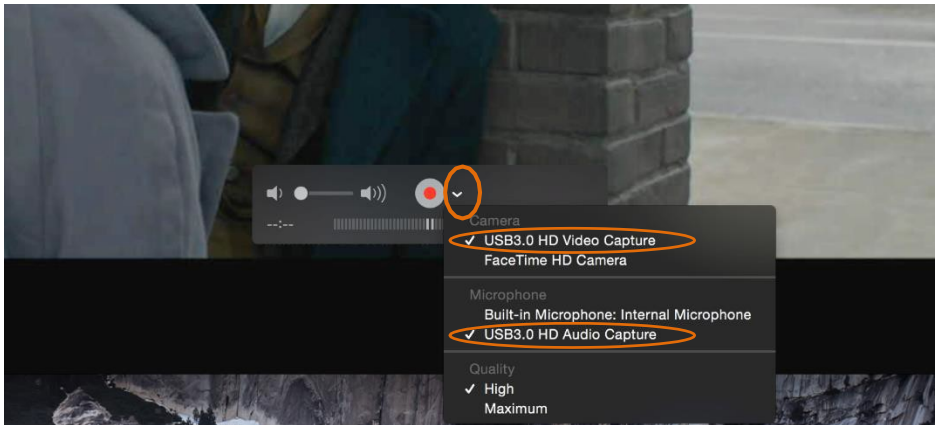 --:--
Camera
✓ USB3.0 HD Video Capture
FaceTime HD Camera
Microphone
Built-in Microphone: Internal Microphone
✓ USB3.0 HD Audio Capture
Quality
✓ High
Maximum